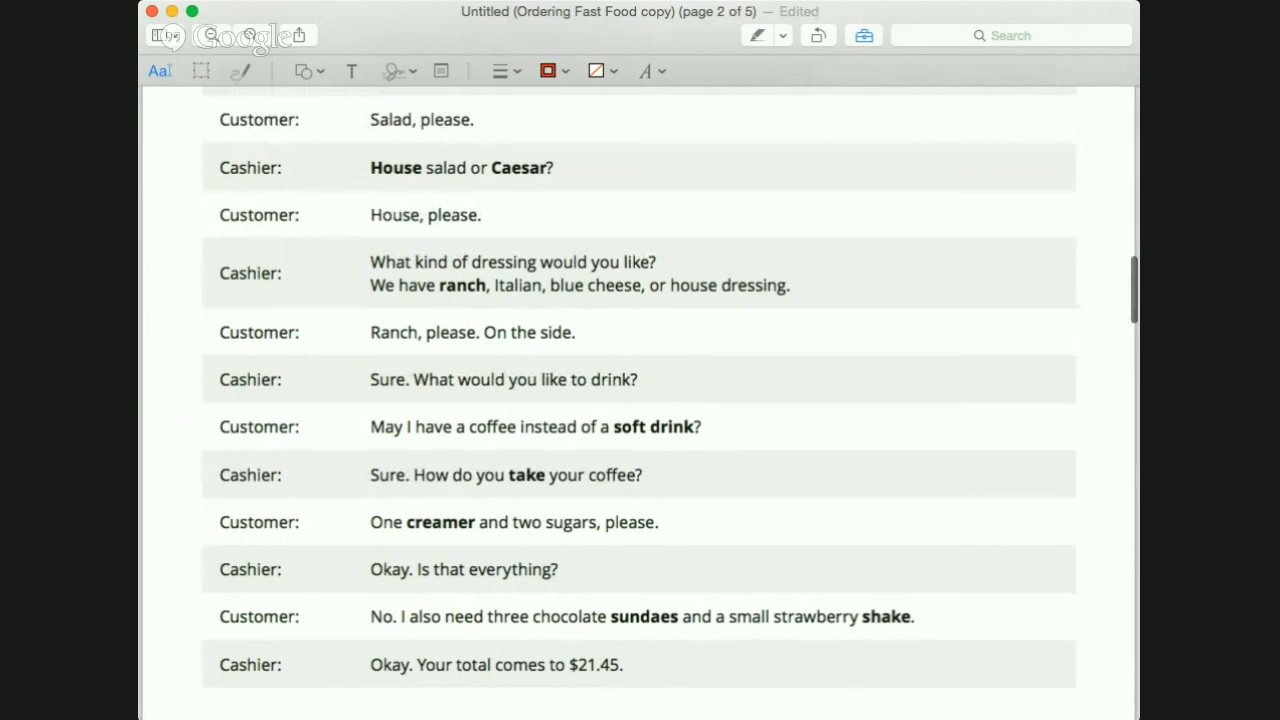 Untitled (Ordering Fast Food copy) (page 2 of 5) — Edited
Google
Search
Customer: Salad, please.
Cashier: House salad or Caesar?
Customer: House, please.
Cashier: What kind of dressing would you like?
We have ranch, Italian, blue cheese, or house dressing.
Customer: Ranch, please. On the side.
Cashier: Sure. What would you like to drink?
Customer: May I have a coffee instead of a soft drink?
Cashier: Sure. How do you take your coffee?
Customer: One creamer and two sugars, please.
Cashier: Okay. Is that everything?
Customer: No. I also need three chocolate sundaes and a small strawberry shake.
Cashier: Okay. Your total comes to $21.45.